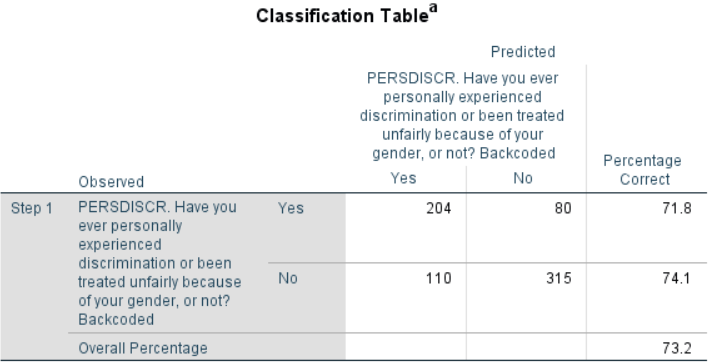 Classification Tableᵃ
Predicted
PERSDISCR. Have you ever
personally experienced
discrimination or been treated
unfairly because of your
gender, or not? Backcoded
Percentage
Correct
Observed
Yes
No
Step 1
PERSDISCR. Have you
ever personally
experienced
discrimination or been
treated unfairly because
of your gender, or not?
Backcoded
Yes
204
80
71.8
No
110
315
74.1
Overall Percentage
73.2